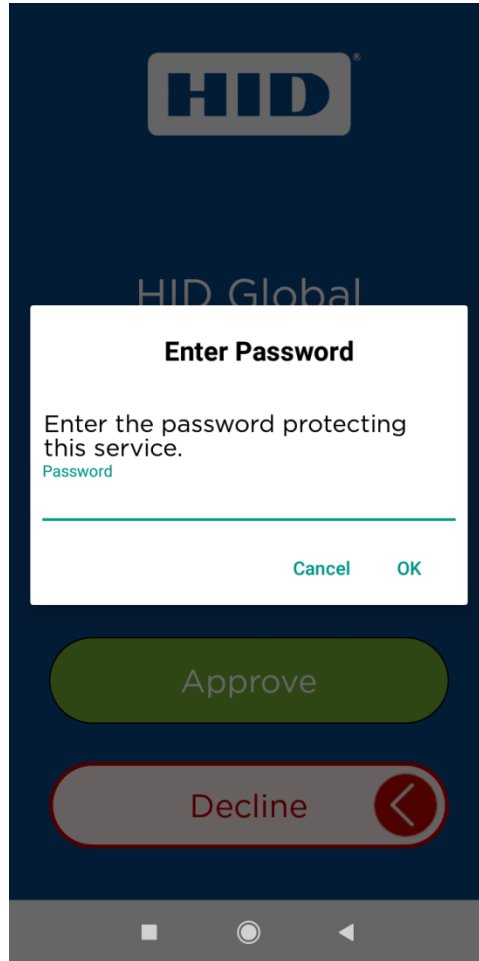 HID®
HID Global
Enter Password
Enter the password protecting
this service.
Password
Cancel OK
Approve
Decline